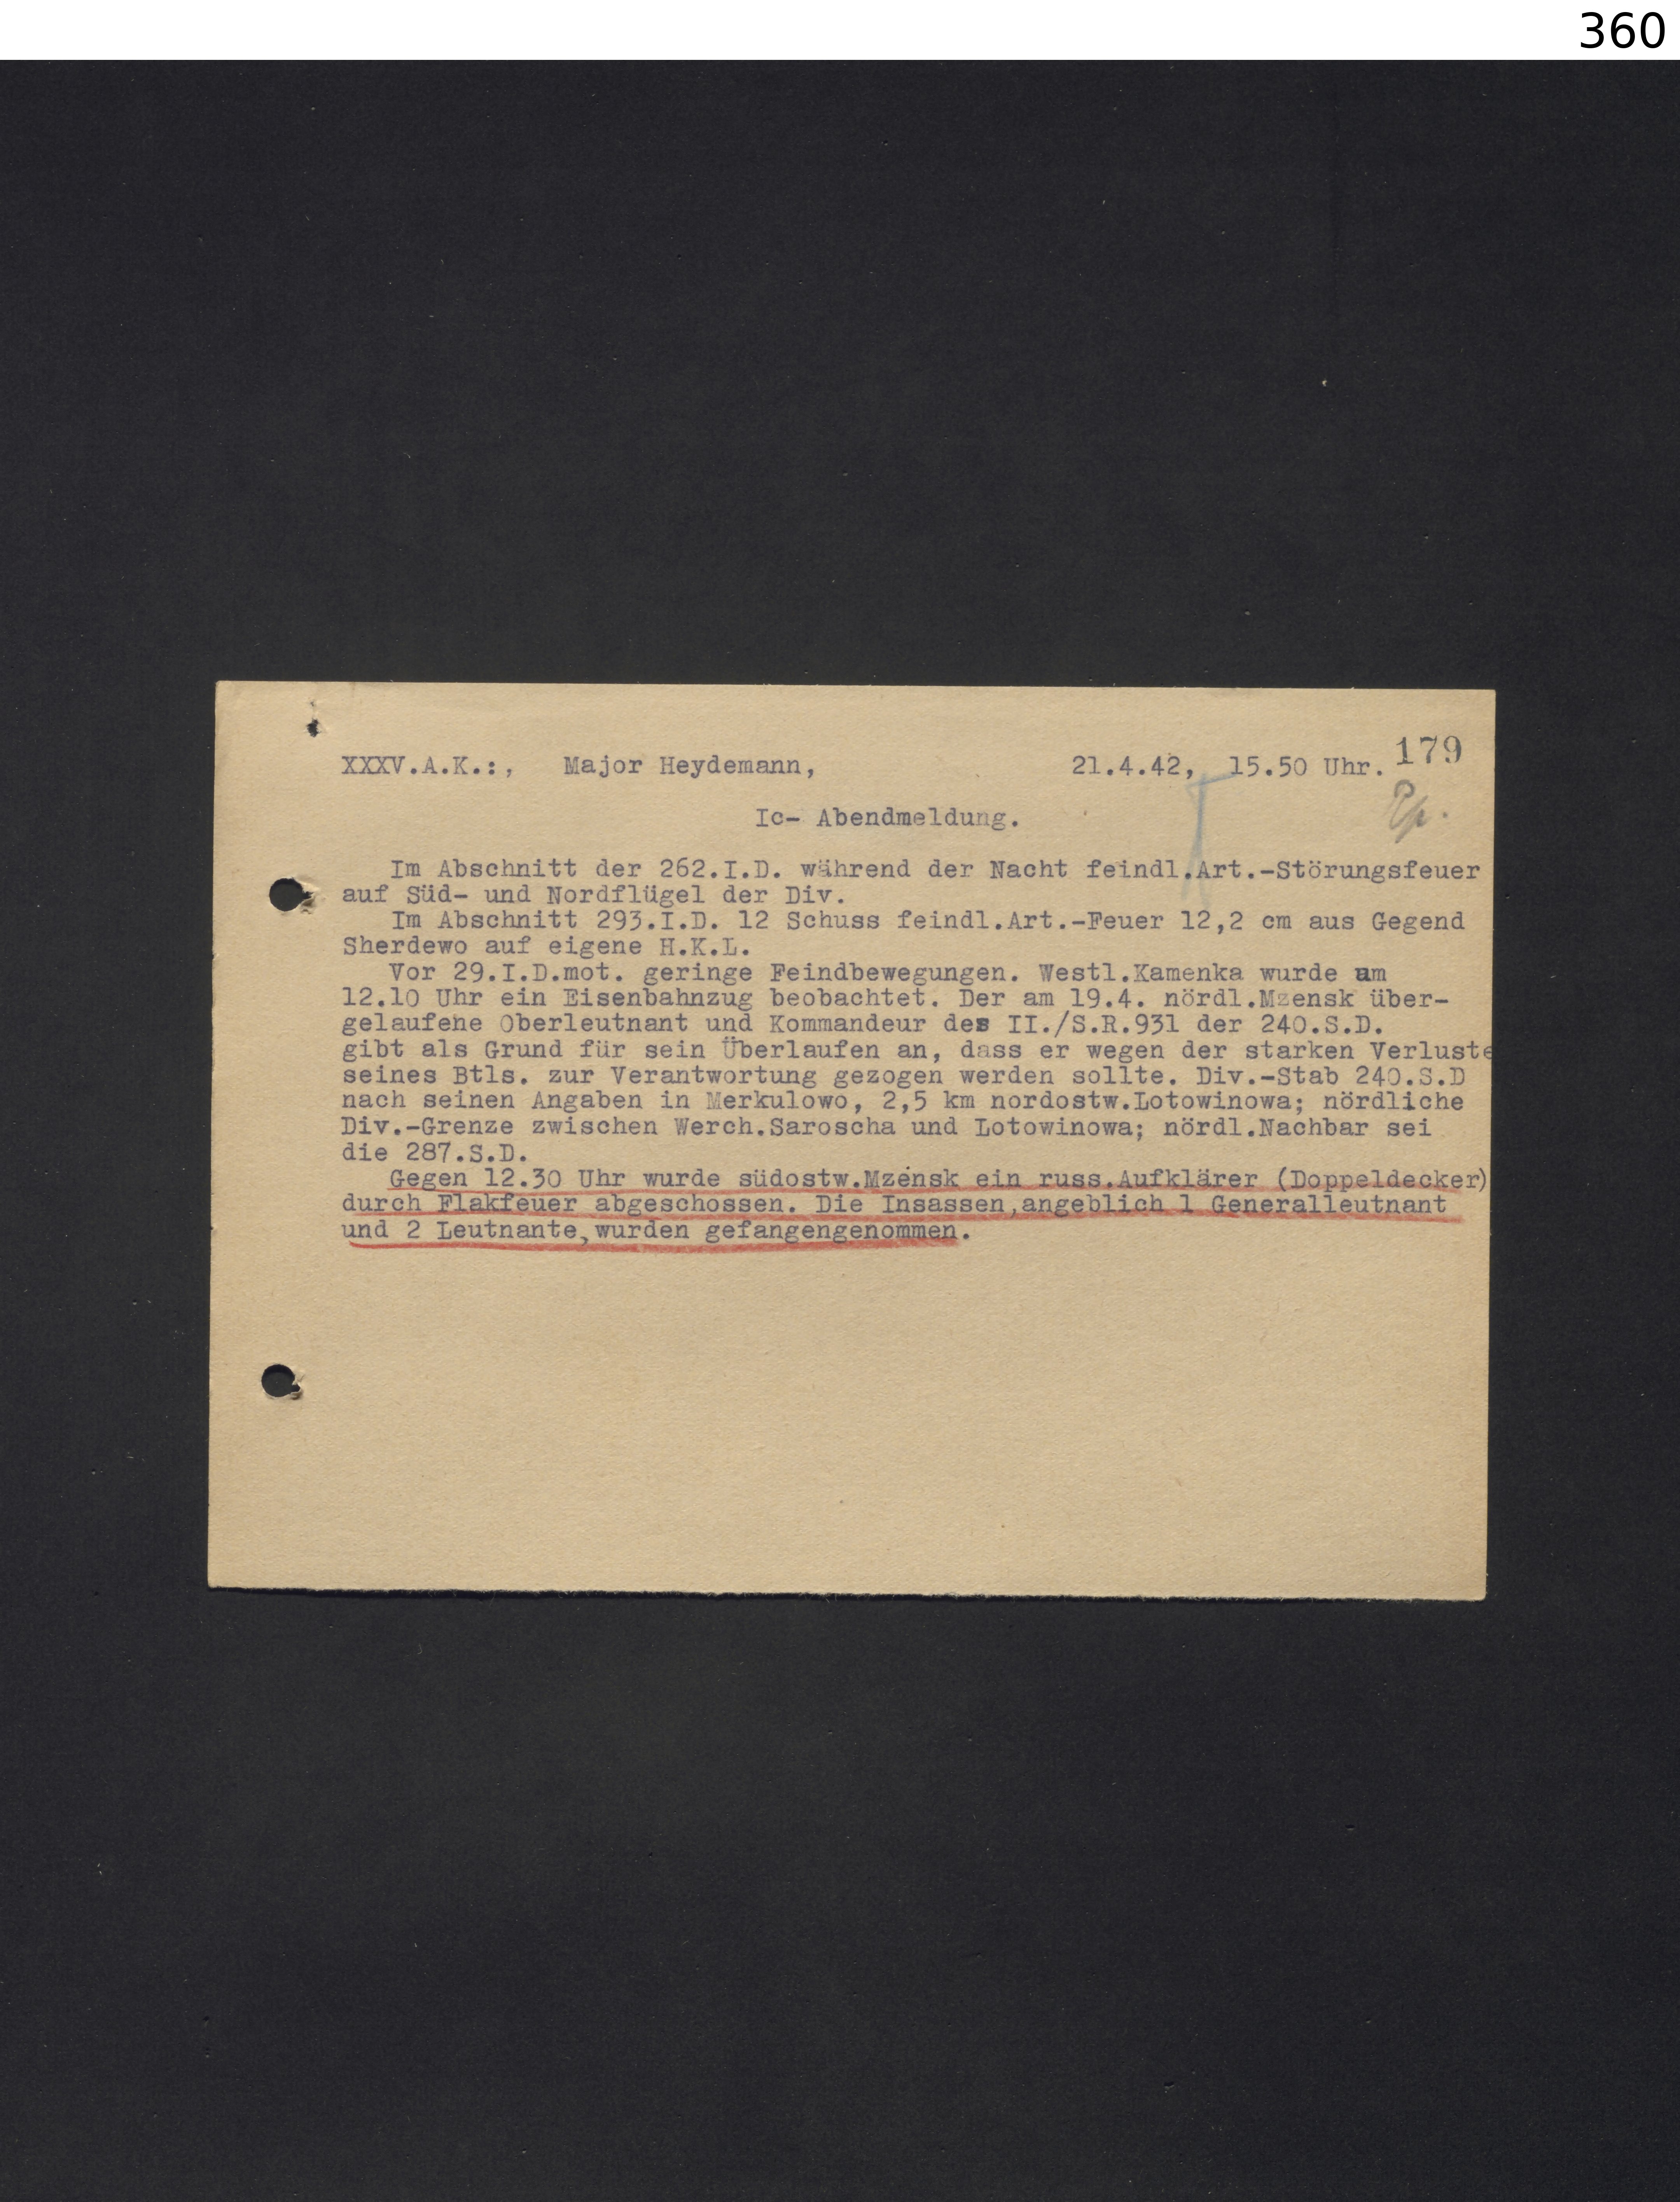 360
179
XXXV.A.K.:, Major Heydemann, 21.4.42, 15.50 Uhr.
Ic- Abendmeldung.
Im Abschnitt der 262.I.D. während der Nacht feindl.Art.-Störungsfeuer
auf Süd- und Nordflügel der Div.
Im Abschnitt 293.I.D. 12 Schuss feindl.Art.-Feuer 12,2 cm aus Gegend
Sherdewo auf eigene H.K.L.
Vor 29.I.D.mot. geringe Feindbewegungen. Westl.Kamenka wurde um
12.10 Uhr ein Eisenbahnzug beobachtet. Der am 19.4. nördl.Mzensk über-
gelaufene Oberleutnant und Kommandeur des II./S.R.931 der 240.S.D.
gibt als Grund für sein Überlaufen an, dass er wegen der starken Verluste
seines Btls. zur Verantwortung gezogen werden sollte. Div.-Stab 240.S.D
nach seinen Angaben in Merkulowo, 2,5 km nordostw.Lotowinowa; nördliche
Div.-Grenze zwischen Werch.Saroscha und Lotowinowa; nördl.Nachbar sei
die 287.S.D.
Gegen 12.30 Uhr wurde südostw.Mzensk ein russ.Aufklärer (Doppeldecker)
durch Flakfeuer abgeschossen. Die Insassen,angeblich 1 Generalleutnant
und 2 Leutnante,wurden gefangengenommen.